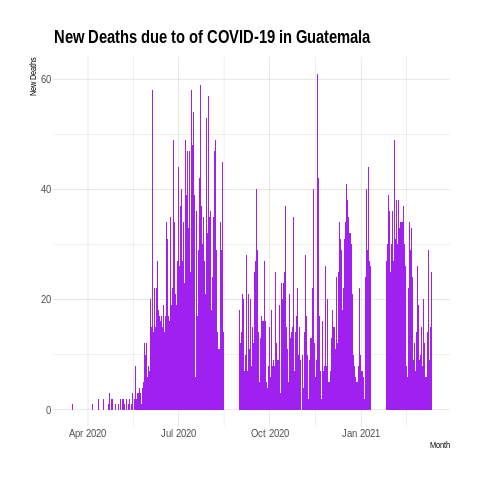 New Deaths due to of COVID-19 in Guatemala
New Deaths
60
40
20
0
Apr 2020 Jul 2020 Oct 2020 Jan 2021
Month